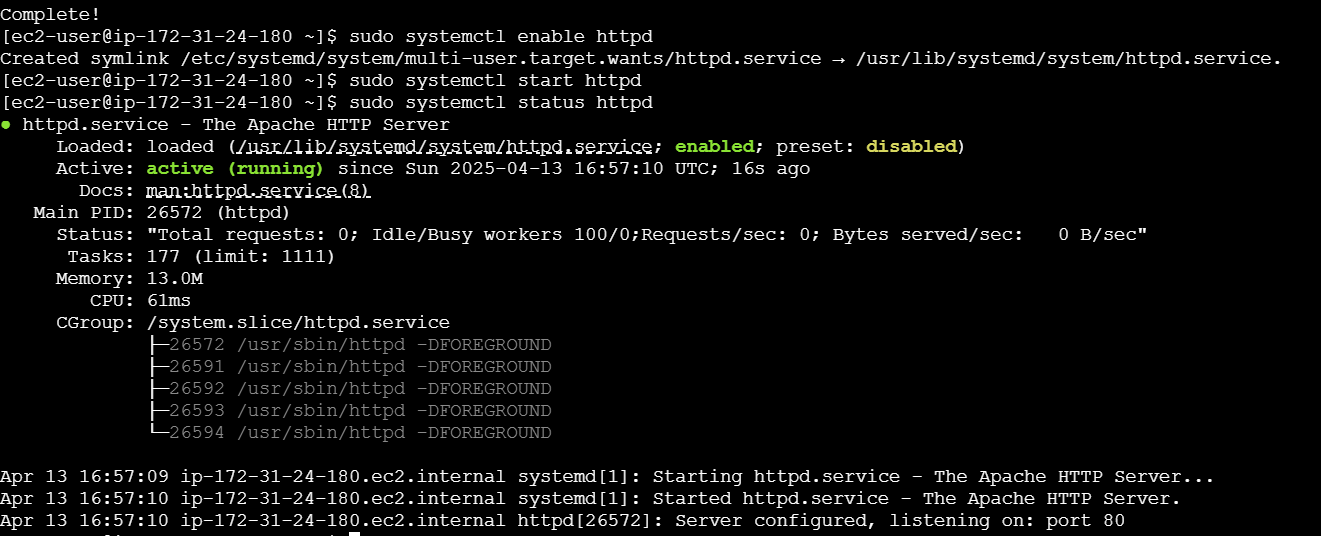 Complete!
[ec2-user@ip-172-31-24-180 ~]$ sudo systemctl enable httpd
Created symlink /etc/systemd/system/multi-user.target.wants/httpd.service → /usr/lib/systemd/system/httpd.service.
[ec2-user@ip-172-31-24-180 ~]$ sudo systemctl start httpd
[ec2-user@ip-172-31-24-180 ~]$ sudo systemctl status httpd
● httpd.service - The Apache HTTP Server
     Loaded: loaded (/usr/lib/systemd/system/httpd.service; enabled; preset: disabled)
     Active: active (running) since Sun 2025-04-13 16:57:10 UTC; 16s ago
       Docs: man:httpd.service(8)
   Main PID: 26572 (httpd)
     Status: "Total requests: 0; Idle/Busy workers 100/0;Requests/sec: 0; Bytes served/sec:   0 B/sec"
      Tasks: 177 (limit: 1111)
     Memory: 13.0M
        CPU: 61ms
     CGroup: /system.slice/httpd.service
             ├─26572 /usr/sbin/httpd -DFOREGROUND
             ├─26591 /usr/sbin/httpd -DFOREGROUND
             ├─26592 /usr/sbin/httpd -DFOREGROUND
             ├─26593 /usr/sbin/httpd -DFOREGROUND
             └─26594 /usr/sbin/httpd -DFOREGROUND
Apr 13 16:57:09 ip-172-31-24-180.ec2.internal systemd[1]: Starting httpd.service - The Apache HTTP Server...
Apr 13 16:57:10 ip-172-31-24-180.ec2.internal systemd[1]: Started httpd.service - The Apache HTTP Server.
Apr 13 16:57:10 ip-172-31-24-180.ec2.internal httpd[26572]: Server configured, listening on: port 80